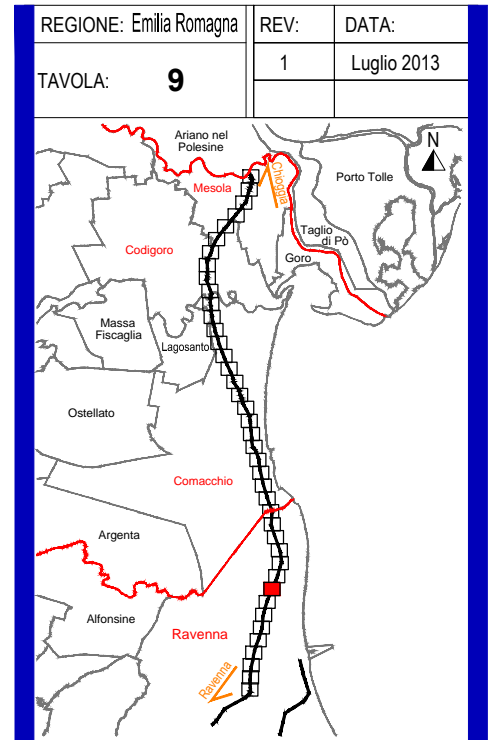 REGIONE: Emilia Romagna
REV:
DATA:
TAVOLA: 9
1
Luglio 2013
Ariano nel
Polesine
N
Mesola
Chioggia
Porto Tolle
Codigoro
Taglio
di Pò
Goro
Massa
Fiscaglia
Lagosanto
Ostellato
Comacchio
Argenta
Alfonsine
Ravenna
Ravenna